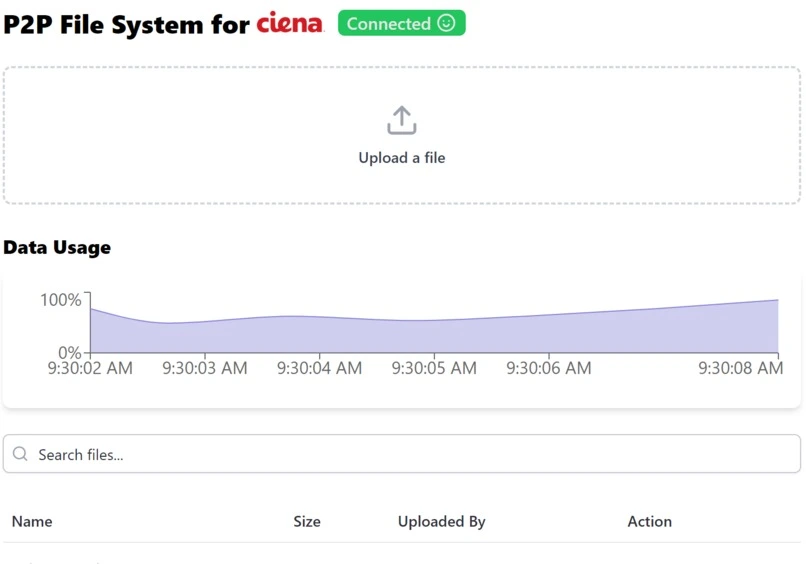 P2P File System for ciena Connected
Upload a file
Data Usage
100%
0%
9:30:02 AM 9:30:03 AM 9:30:04 AM 9:30:05 AM 9:30:06 AM 9:30:08 AM
Search files...
Name Size Uploaded By Action